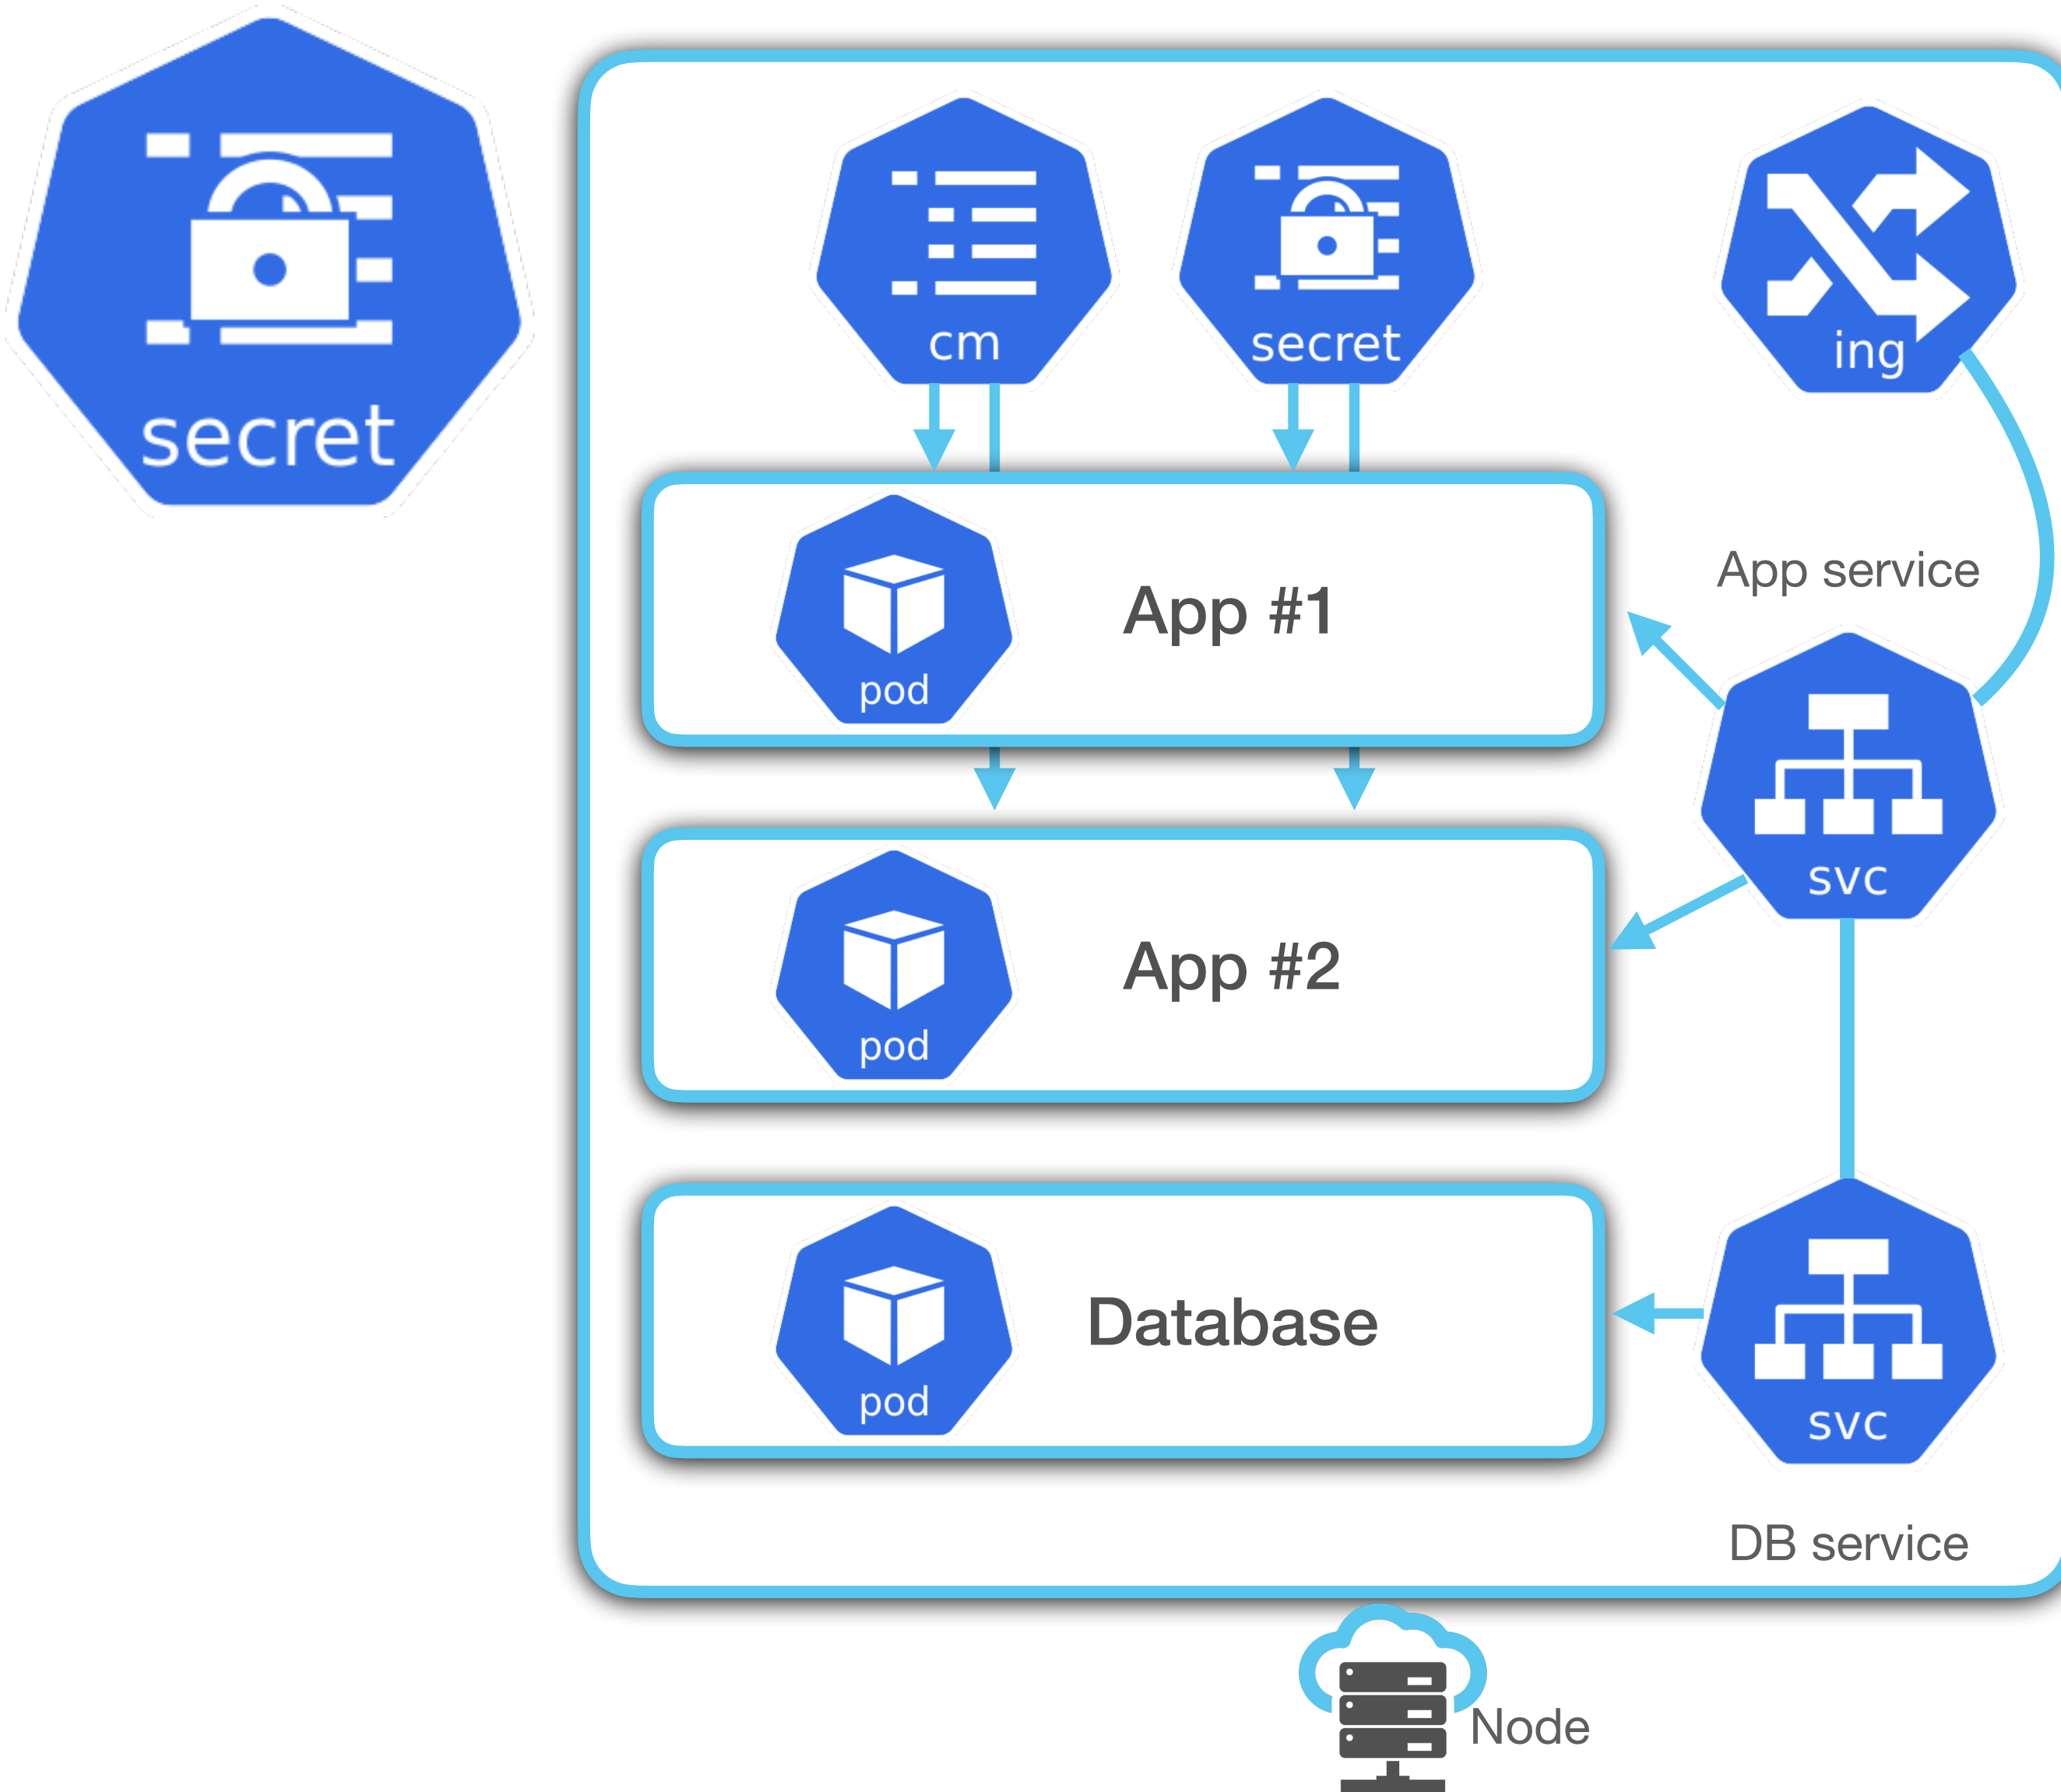 secret
cm
secret
ing
pod
App #1
App service
svc
pod
App #2
pod
Database
svc
DB service
Node